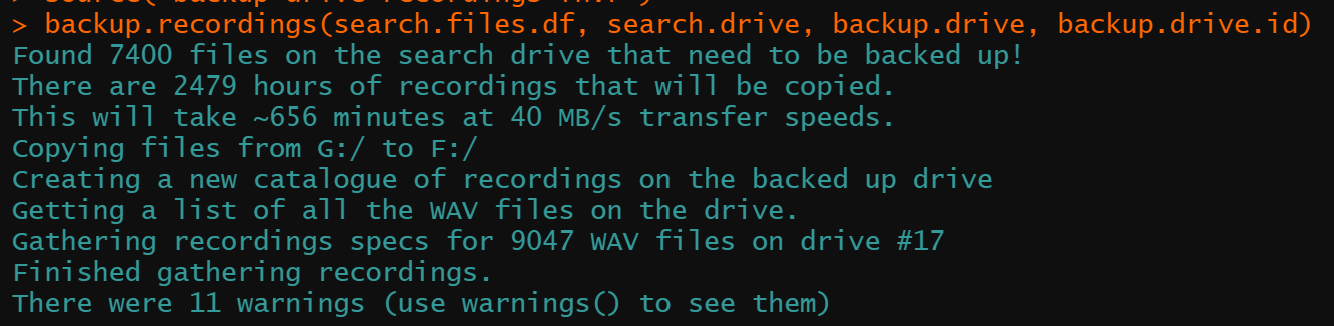 > backup.recordings(search.files.df, search.drive, backup.drive, backup.drive.id)
Found 7400 files on the search drive that need to be backed up!
There are 2479 hours of recordings that will be copied.
This will take ~656 minutes at 40 MB/s transfer speeds.
Copying files from G:/ to F:/
Creating a new catalogue of recordings on the backed up drive
Getting a list of all the WAV files on the drive.
Gathering recordings specs for 9047 WAV files on drive #17
Finished gathering recordings.
There were 11 warnings (use warnings() to see them)